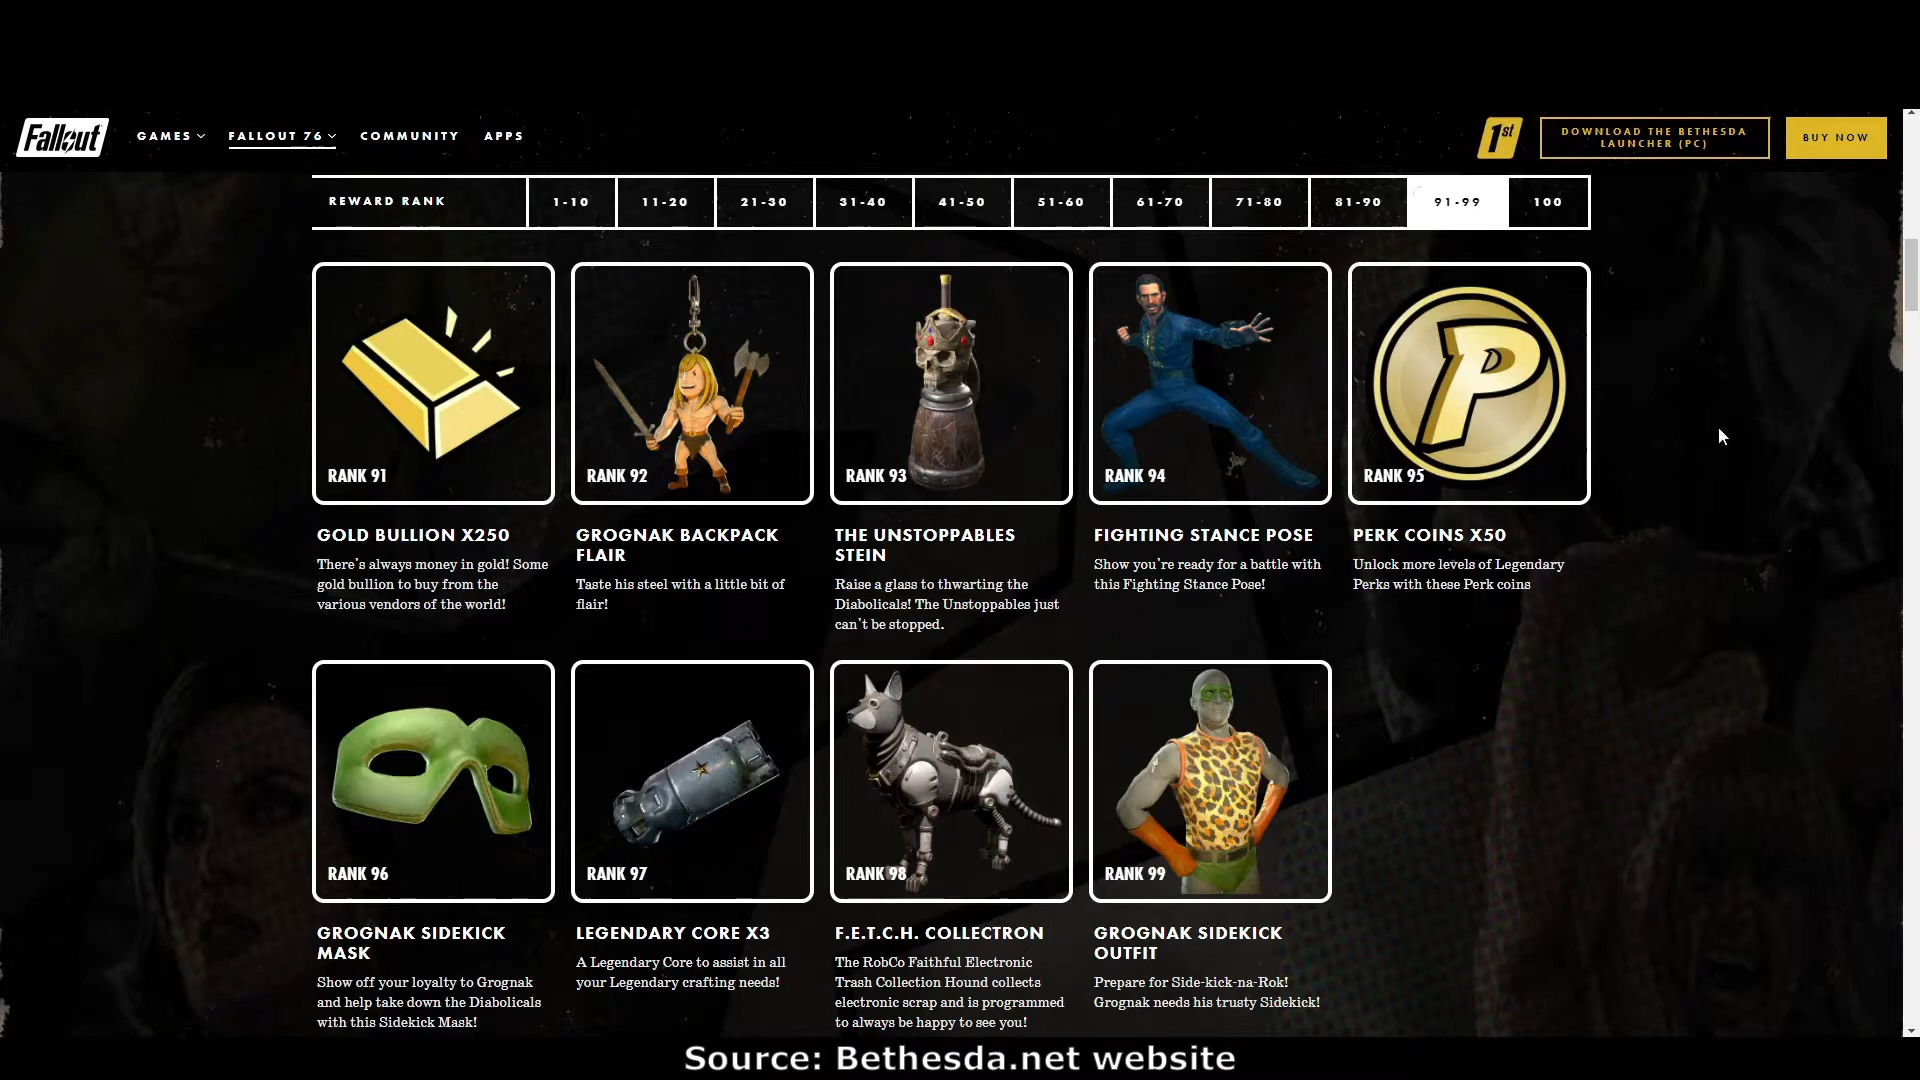 Fallout
GAMES
FALLOUT 76
COMMUNITY
APPS
1st
DOWNLOAD THE BETHESDA
LAUNCHER (PC)
BUY NOW
REWARD RANK
1-10
11-20
21-30
31-40
41-50
51-60
61-70
71-80
81-90
91-99
100
RANK 91
RANK 92
RANK 93
RANK 94
P
RANK 95
GOLD BULLION X250
There's always money in gold! Some
gold bullion to buy from the
various vendors of the world!
GROGNAK BACKPACK
FLAIR
Taste his steel with a little bit of
flair!
THE UNSTOPPABLES
STEIN
Raise a glass to thwarting the
Diabolicals! The Unstoppables just
can't be stopped.
FIGHTING STANCE POSE
Show you're ready for a battle with
this Fighting Stance Pose!
PERK COINS X50
Unlock more levels of Legendary
Perks with these Perk coins
RANK 96
RANK 97
RANK 98
RANK 99
GROGNAK SIDEKICK
MASK
Show off your loyalty to Grognak
and help take down the Diabolicals
with this Sidekick Mask!
LEGENDARY CORE X3
A Legendary Core to assist in all
your Legendary crafting needs!
F.E.T.C.H. COLLECTRON
The RobCo Faithful Electronic
Trash Collection Hound collects
electronic scrap and is programmed
to always be happy to see you!
GROGNAK SIDEKICK
OUTFIT
Prepare for Side-kick-na-Rok!
Grognak needs his trusty Sidekick!
Source: Bethesda.net website